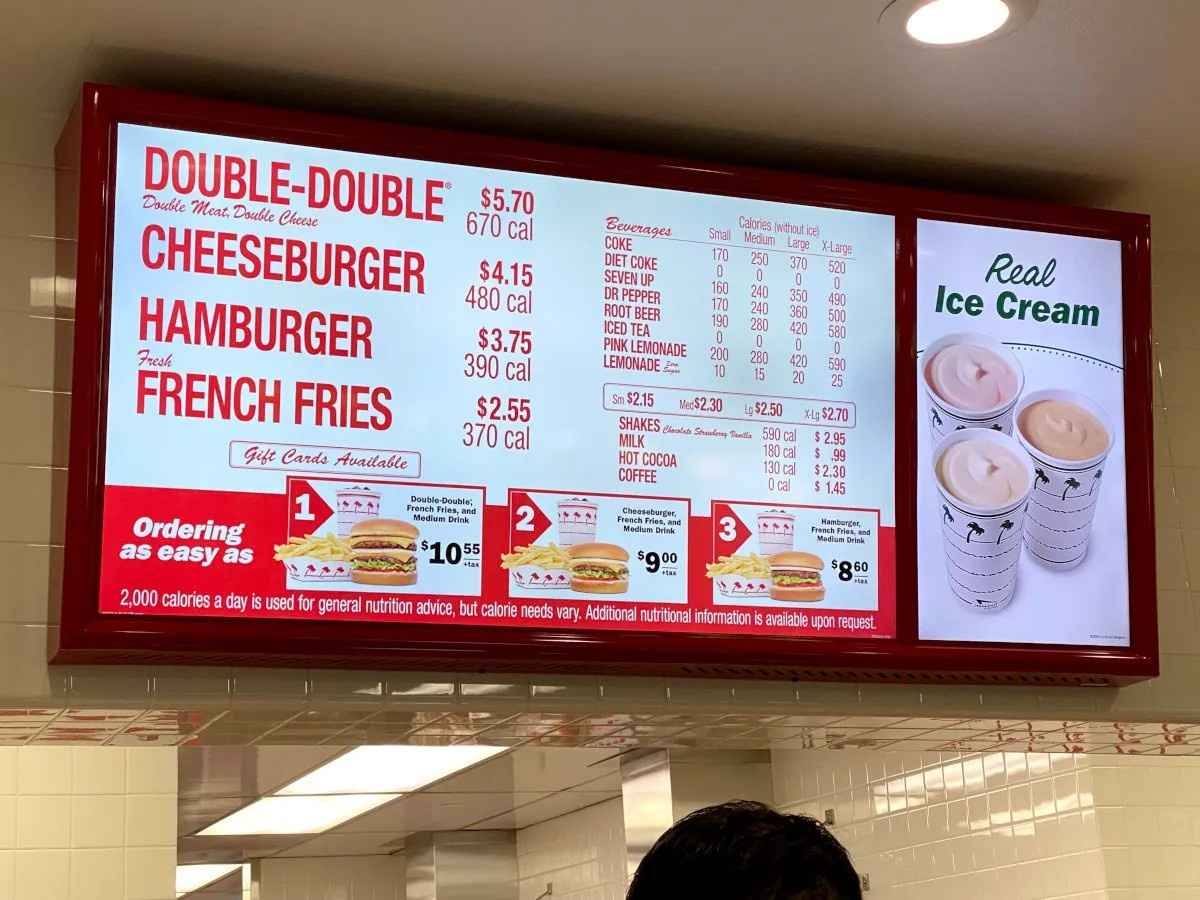 DOUBLE-DOUBLE® $5.70
Double Meat, Double Cheese 670 cal
CHEESEBURGER $4.15
480 cal
HAMBURGER $3.75
390 cal
Fresh
FRENCH FRIES $2.55
370 cal
Gift Cards Available
Calories (without ice)
Beverages Small Medium Large X-Large
COKE 170 250 370 520
DIET COKE 0 0 0 0
SEVEN UP 160 240 350 490
DR PEPPER 170 240 360 500
ROOT BEER 190 280 420 580
ICED TEA 0 0 0 0
PINK LEMONADE 200 280 420 590
LEMONADE Zero Sugar 10 15 20 25
Sm $2.15 Med $2.30 Lg $2.50 X-Lg $2.70
SHAKES Chocolate Strawberry Vanilla 590 cal $ 2.95
MILK 180 cal $ .99
HOT COCOA 130 cal $ 2.30
COFFEE 0 cal $ 1.45
Ordering
as easy as
1
Double-Double®,
French Fries, and
Medium Drink
$10.55
+tax
2
Cheeseburger,
French Fries, and
Medium Drink
$9.00
+tax
3
Hamburger,
French Fries, and
Medium Drink
$8.60
+tax
2,000 calories a day is used for general nutrition advice, but calorie needs vary. Additional nutritional information is available upon request.
Real
Ice Cream